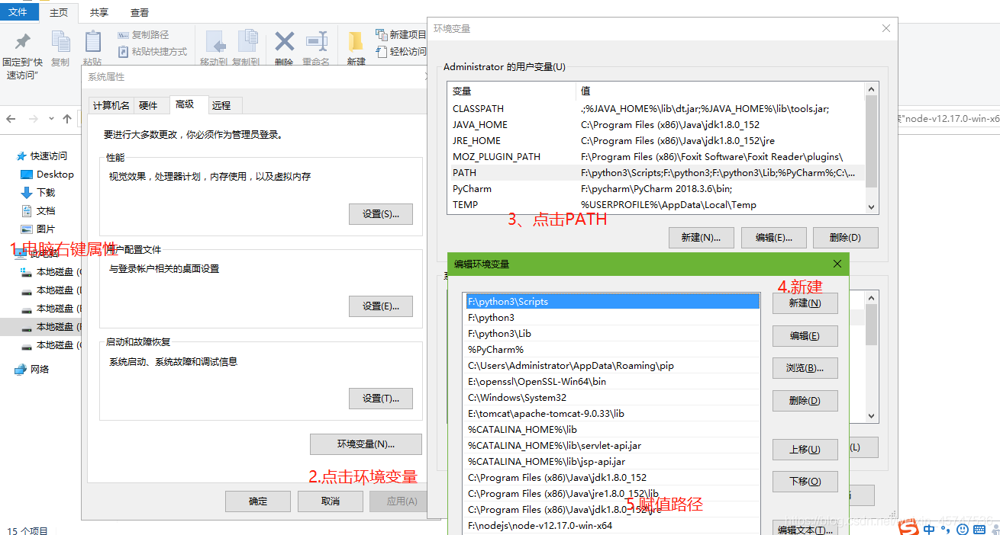 文件 主页 共享 查看
固定到"快速访问"
复制
粘贴
复制路径
粘贴快捷方式
移动到 复制到 删除 重命名
新建
新建项目
轻松访问
"node-v12.17.0-win-x6
快速访问
Desktop
下载
文档
图片
此电脑
本地磁盘 (
本地磁盘 (
本地磁盘 (
本地磁盘 (
本地磁盘 (
网络
15 个项目
1.电脑右键属性
系统属性
计算机名 硬件 高级 远程
要进行大多数更改，你必须作为管理员登录。
性能
视觉效果，处理器计划，内存使用，以及虚拟内存
设置(S)...
用户配置文件
与登录帐户相关的桌面设置
设置(E)...
启动和故障恢复
系统启动、系统故障和调试信息
设置(T)...
环境变量(N)...
2.点击环境变量
确定 取消 应用(A)
环境变量
Administrator 的用户变量(U)
变量 值
CLASSPATH .;%JAVA_HOME%\lib\dt.jar;%JAVA_HOME%\lib\tools.jar;
JAVA_HOME C:\Program Files (x86)\Java\jdk1.8.0_152
JRE_HOME C:\Program Files (x86)\Java\jdk1.8.0_152\jre
MOZ_PLUGIN_PATH F:\Program Files (x86)\Foxit Software\Foxit Reader\plugins\
PATH F:\python3\Scripts;F:\python3;F:\python3\Lib;%PyCharm%;C:\...
PyCharm F:\pycharm\PyCharm 2018.3.6\bin;
TEMP %USERPROFILE%\AppData\Local\Temp
3、点击PATH
新建(N)... 编辑(E)... 删除(D)
(L)
编辑环境变量
F:\python3\Scripts
F:\python3
F:\python3\Lib
%PyCharm%
C:\Users\Administrator\AppData\Roaming\pip
E:\openssl\OpenSSL-Win64\bin
C:\Windows\System32
E:\tomcat\apache-tomcat-9.0.33\lib
%CATALINA_HOME%\lib
%CATALINA_HOME%\lib\servlet-api.jar
%CATALINA_HOME%\lib\jsp-api.jar
C:\Program Files (x86)\Java\jdk1.8.0_152
C:\Program Files (x86)\Java\jre1.8.0_152\lib
C:\Program Files (x86)\Java\jdk1.8.0_152\jre
F:\nodejs\node-v12.17.0-win-x64
5.赋值路径
4.新建
新建(N)
编辑(E)
浏览(B)...
删除(D)
上移(U)
下移(O)
编辑文本(T)...
中